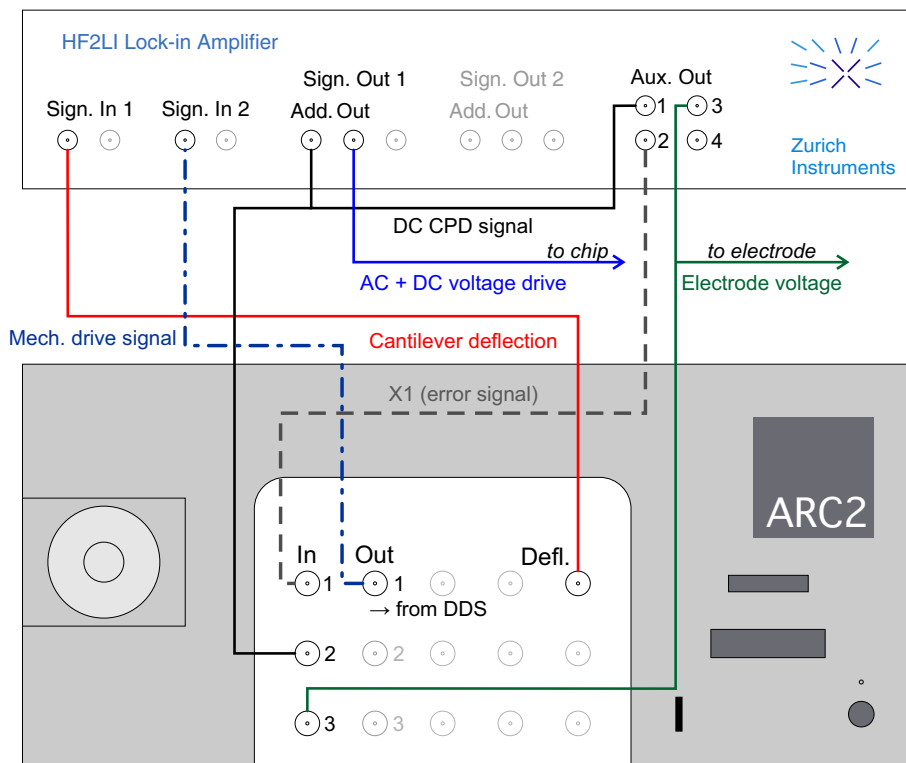 HF2LI Lock-in Amplifier
Sign. In 1
Sign. In 2
Sign. Out 1
Add. Out
Sign. Out 2
Add. Out
Aux. Out
1
3
2
4
Zurich
Instruments
DC CPD signal
to chip
to electrode
AC + DC voltage drive
Electrode voltage
Mech. drive signal
Cantilever deflection
X1 (error signal)
ARC2
In
Out
Defl.
1
1
→ from DDS
2
2
3
3